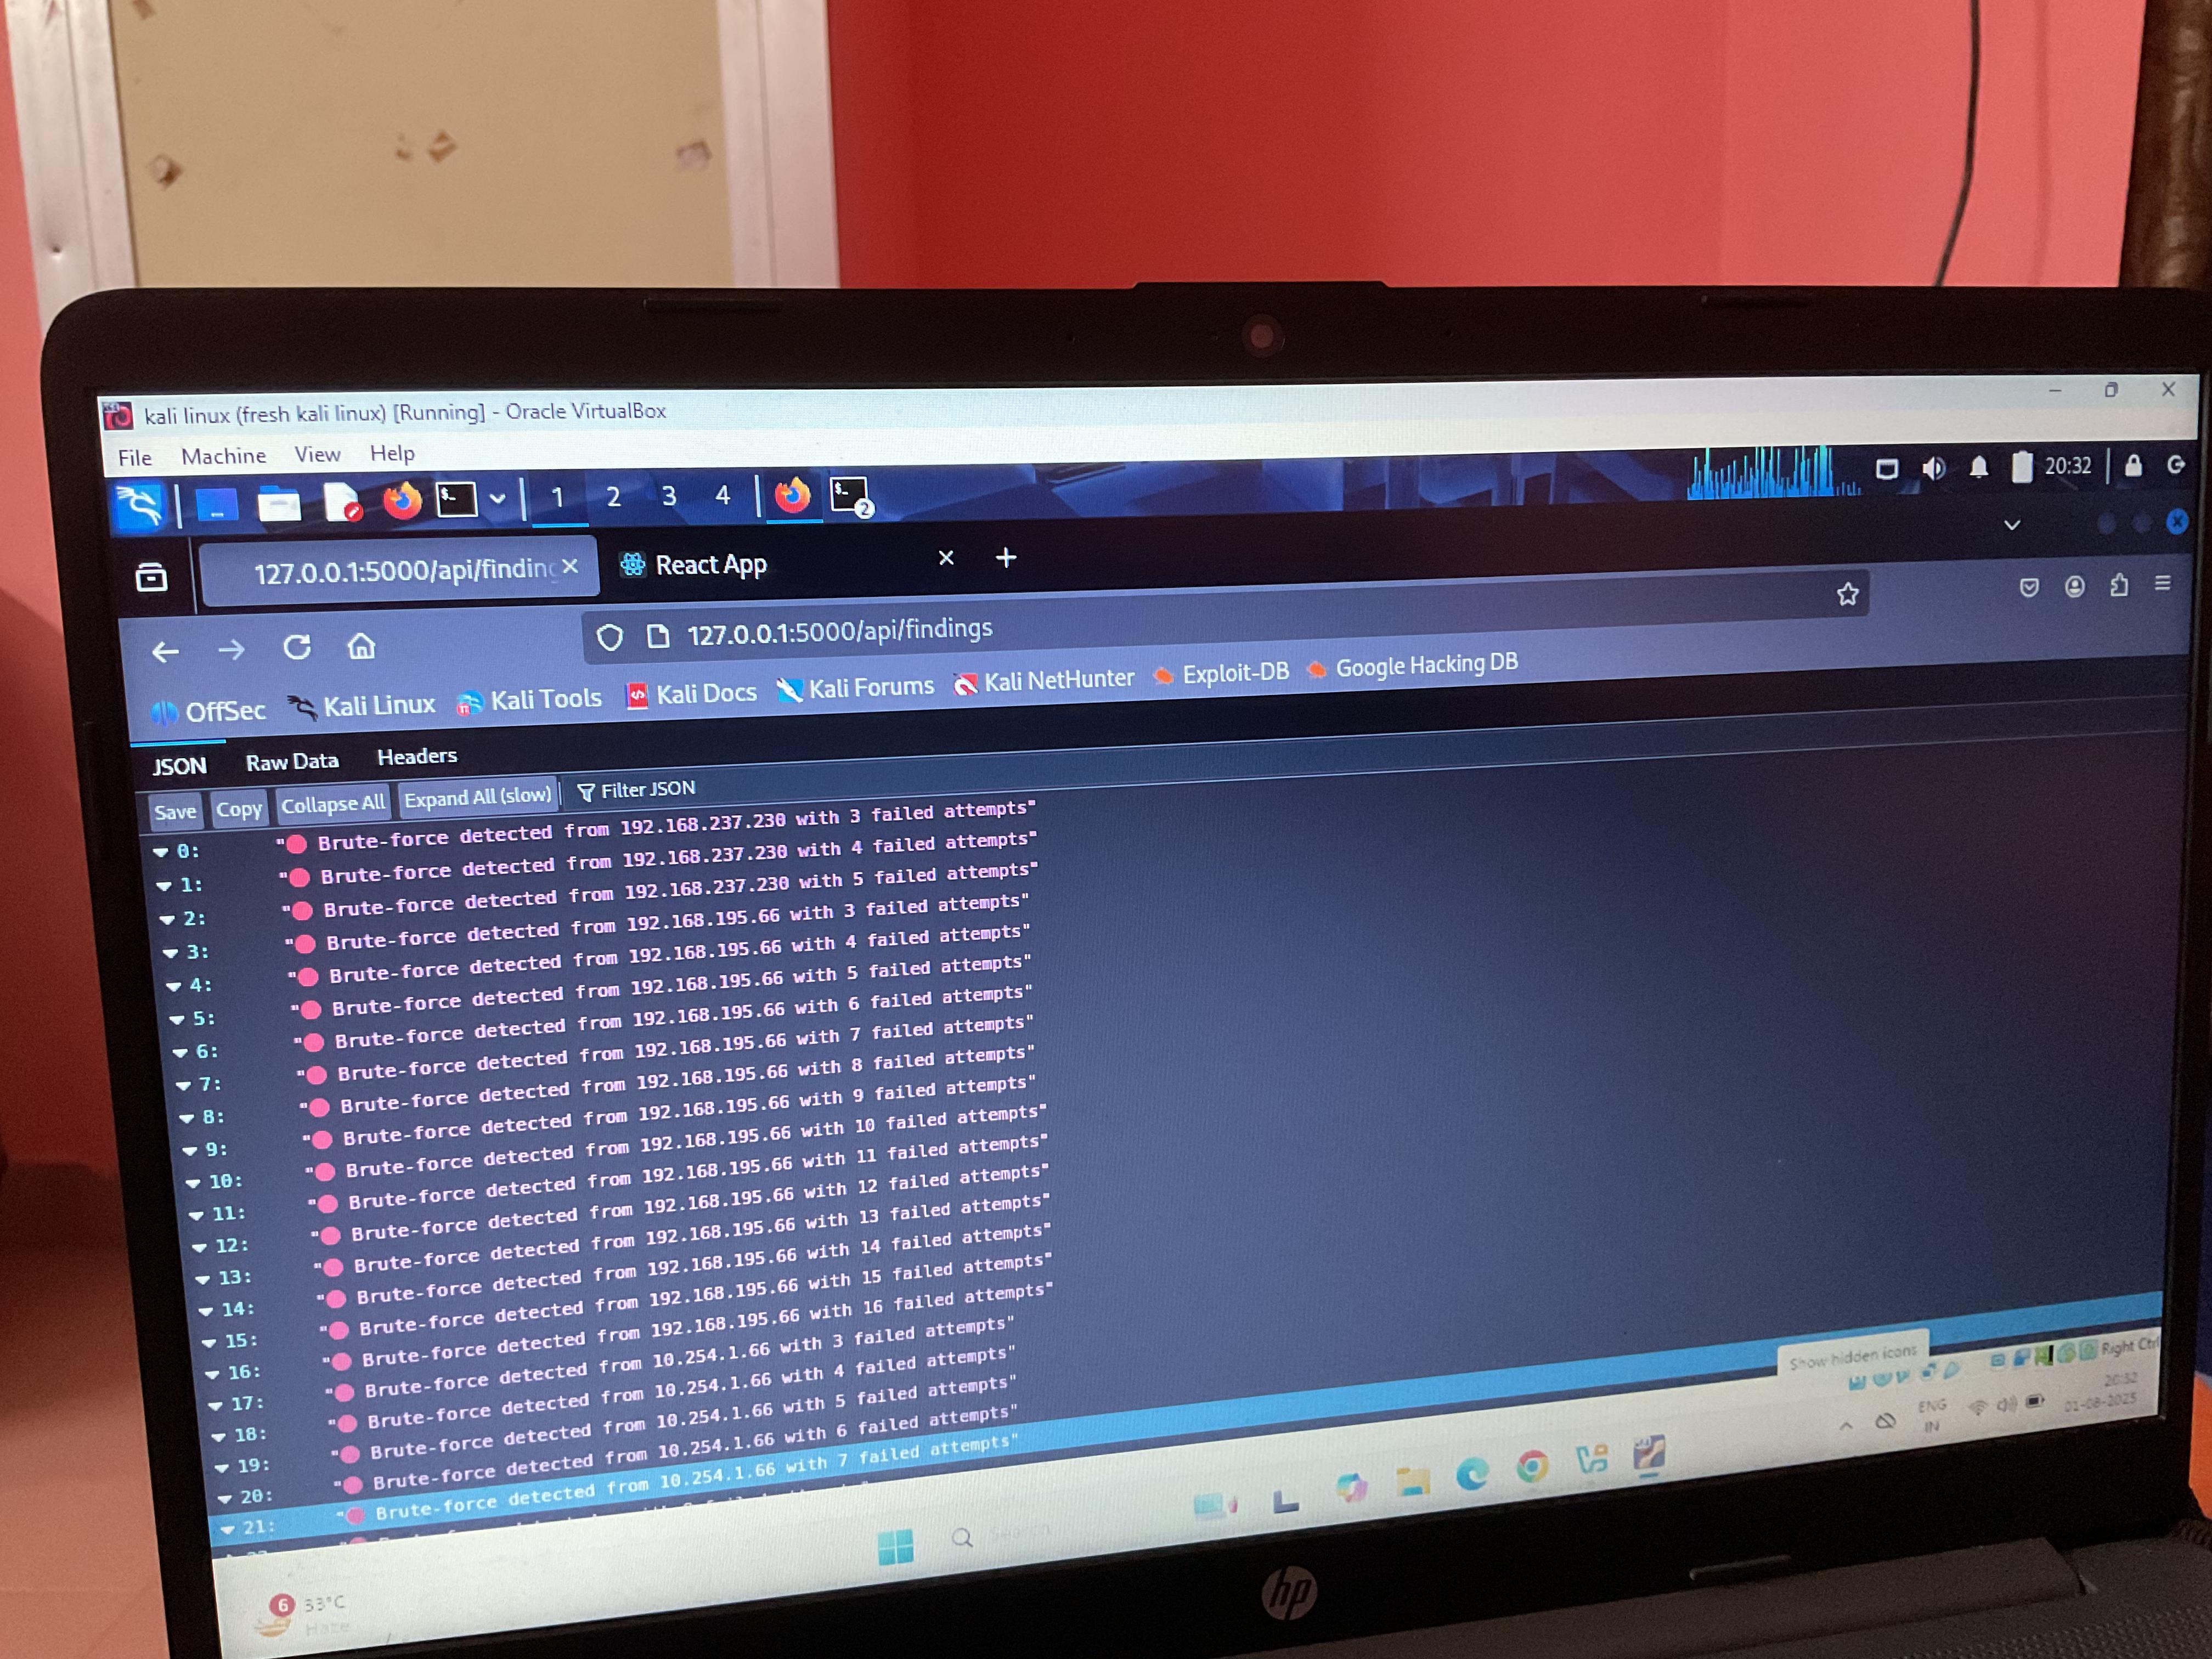 kali linux (fresh kali linux) [Running] - Oracle VirtualBox
File Machine View Help
1 2 3 4 2 20:32
127.0.0.1:5000/api/finding React App
127.0.0.1:5000/api/findings
OffSec Kali Linux Kali Tools Kali Docs Kali Forums Kali NetHunter Exploit-DB Google Hacking DB
JSON Raw Data Headers
Save Copy Collapse All Expand All (slow) Filter JSON
0: "🔴 Brute-force detected from 192.168.237.230 with 3 failed attempts"
1: "🔴 Brute-force detected from 192.168.237.230 with 4 failed attempts"
2: "🔴 Brute-force detected from 192.168.237.230 with 5 failed attempts"
3: "🔴 Brute-force detected from 192.168.195.66 with 3 failed attempts"
4: "🔴 Brute-force detected from 192.168.195.66 with 4 failed attempts"
5: "🔴 Brute-force detected from 192.168.195.66 with 5 failed attempts"
6: "🔴 Brute-force detected from 192.168.195.66 with 6 failed attempts"
7: "🔴 Brute-force detected from 192.168.195.66 with 7 failed attempts"
8: "🔴 Brute-force detected from 192.168.195.66 with 8 failed attempts"
9: "🔴 Brute-force detected from 192.168.195.66 with 9 failed attempts"
10: "🔴 Brute-force detected from 192.168.195.66 with 10 failed attempts"
11: "🔴 Brute-force detected from 192.168.195.66 with 11 failed attempts"
12: "🔴 Brute-force detected from 192.168.195.66 with 12 failed attempts"
13: "🔴 Brute-force detected from 192.168.195.66 with 13 failed attempts"
14: "🔴 Brute-force detected from 192.168.195.66 with 14 failed attempts"
15: "🔴 Brute-force detected from 192.168.195.66 with 15 failed attempts"
16: "🔴 Brute-force detected from 192.168.195.66 with 16 failed attempts"
17: "🔴 Brute-force detected from 10.254.1.66 with 3 failed attempts"
18: "🔴 Brute-force detected from 10.254.1.66 with 4 failed attempts"
19: "🔴 Brute-force detected from 10.254.1.66 with 5 failed attempts"
20: "🔴 Brute-force detected from 10.254.1.66 with 6 failed attempts"
21: "🔴 Brute-force detected from 10.254.1.66 with 7 failed attempts"
Show hidden icons
Right Ctrl
ENG
IN
20:32
01-08-2025
6 33°C
Haze
hp